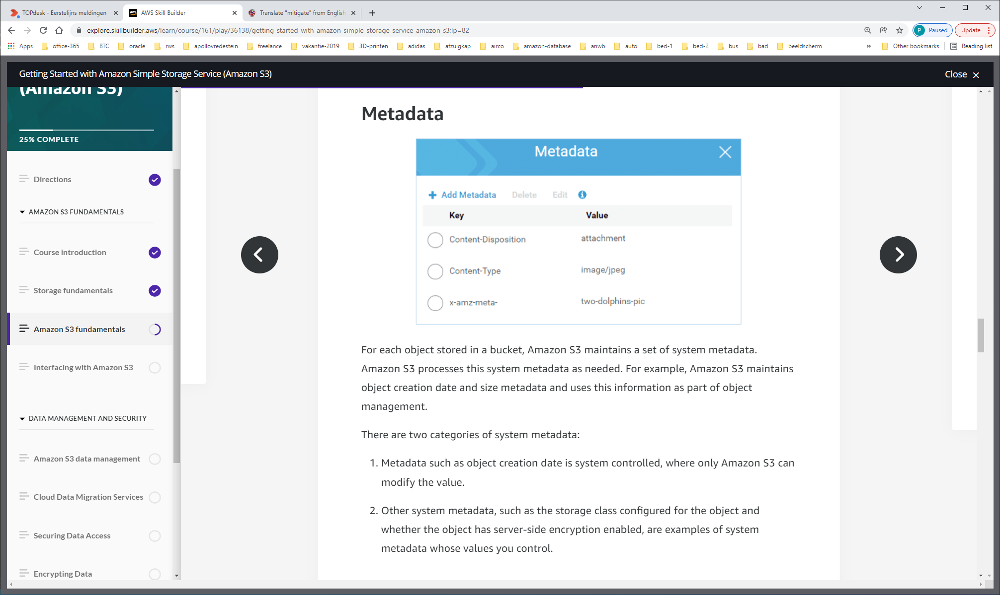 TOPdesk - Eerstelijns meldingen
aws
AWS Skill Builder
Translate "mitigate" from English
explore.skillbuilder.aws/learn/course/161/play/36138/getting-started-with-amazon-simple-storage-service-amazon-s3;lp=82
P Paused
Update
Apps
office-365
BTC
oracle
rws
apollovredestein
freelance
vakantie-2019
3D-printen
adidas
afzuigkap
airco
amazon-database
anwb
auto
bed-1
bed-2
bus
bad
beeldscherm
»
Other bookmarks
Reading list
Getting Started with Amazon Simple Storage Service (Amazon S3)
Close
(Amazon S3)
25% COMPLETE
Directions
AMAZON S3 FUNDAMENTALS
Course introduction
Storage fundamentals
Amazon S3 fundamentals
Interfacing with Amazon S3
DATA MANAGEMENT AND SECURITY
Amazon S3 data management
Cloud Data Migration Services
Securing Data Access
Encrypting Data
Metadata
Metadata
Add Metadata Delete Edit
Key Value
Content-Disposition attachment
Content-Type image/jpeg
x-amz-meta- two-dolphins-pic
For each object stored in a bucket, Amazon S3 maintains a set of system metadata.
Amazon S3 processes this system metadata as needed. For example, Amazon S3 maintains
object creation date and size metadata and uses this information as part of object
management.
There are two categories of system metadata:
1. Metadata such as object creation date is system controlled, where only Amazon S3 can
modify the value.
2. Other system metadata, such as the storage class configured for the object and
whether the object has server-side encryption enabled, are examples of system
metadata whose values you control.